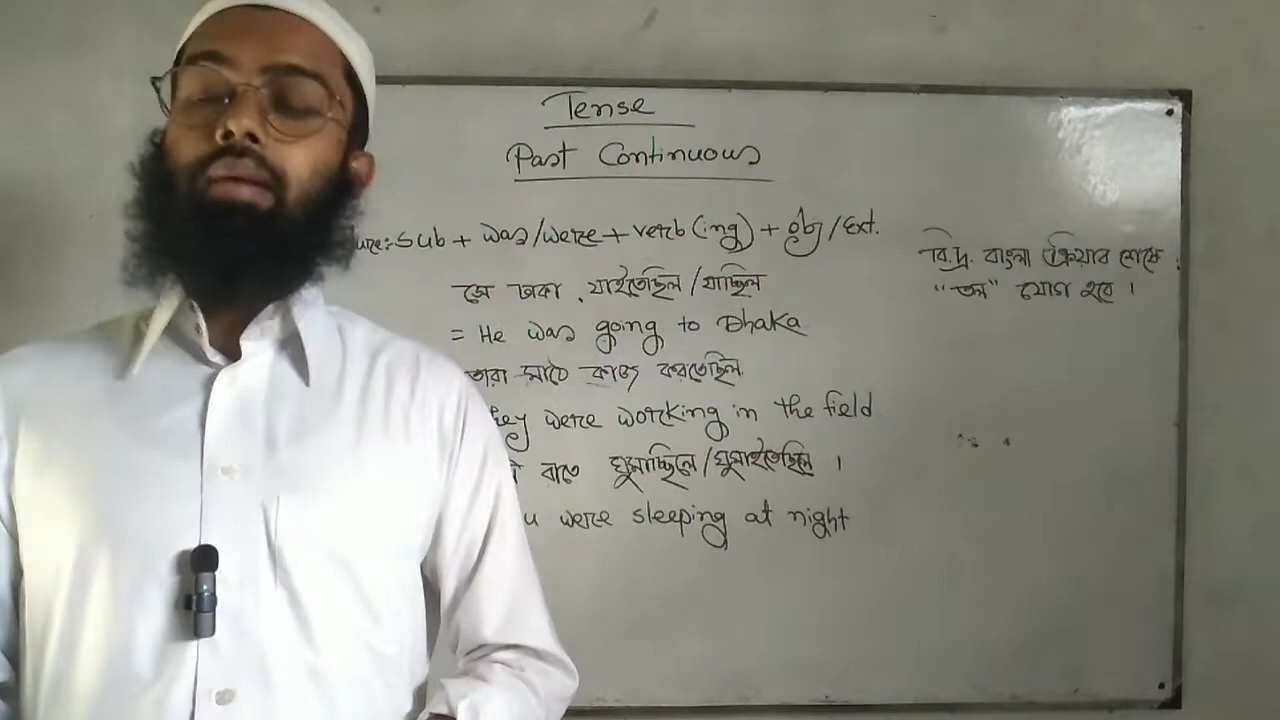 Tense
Past Continuous
ure: Sub + was/were + verb (ing) + obj/Ext.
সে ঢাকা যাইতেছিল/যাচ্ছিল
= He was going to Dhaka
তারা মাঠে কাজ করতেছিল
hey were working in the field
রাতে ঘুমাচ্ছিলে/ঘুমাইতেছিলে ।
u were sleeping at night
বি.দ্র. বাংলা ক্রিয়ার শেষে
যোগ হবে ।